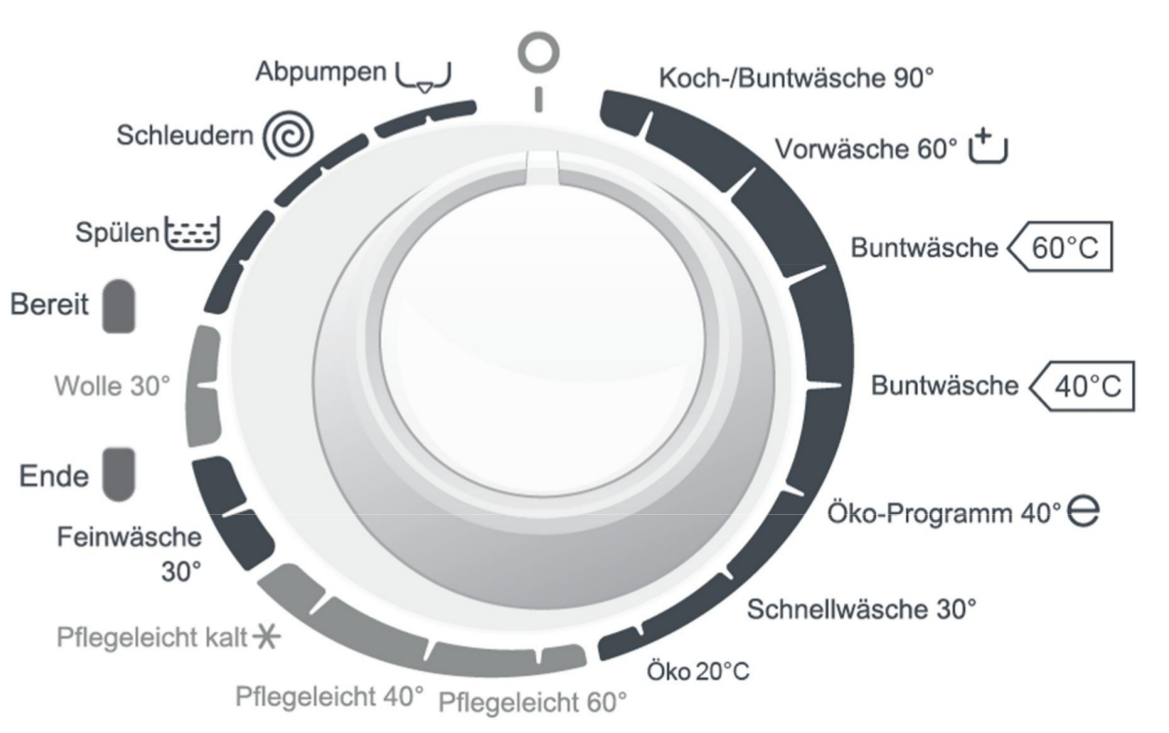 Abpumpen
Koch-/Buntwäsche 90°
Schleudern
Vorwäsche 60°
Spülen
Buntwäsche 60°C
Bereit
Wolle 30°
Buntwäsche 40°C
Ende
Öko-Programm 40°
Feinwäsche
30°
Schnellwäsche 30°
Pflegeleicht kalt
Öko 20°C
Pflegeleicht 40°
Pflegeleicht 60°